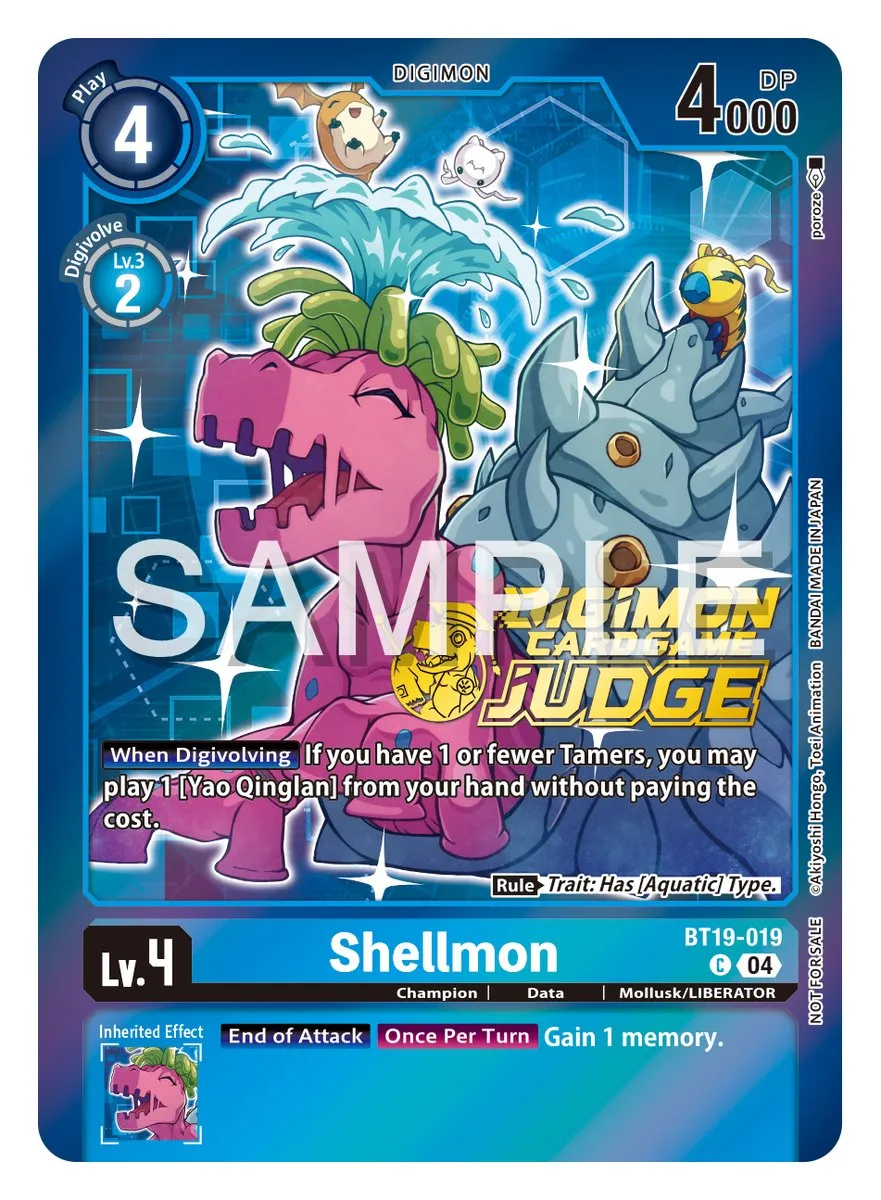 DIGIMON
Play
4
DP
4000
Digivolve
Lv.3
2
poroze
SAMPLE
DIGIMON
CARD GAME
JUDGE
When Digivolving If you have 1 or fewer Tamers, you may
play 1 [Yao Qinglan] from your hand without paying the
cost.
Rule Trait: Has [Aquatic] Type.
©Akiyoshi Hongo, Toei Animation BANDAI MADE IN JAPAN
NOT FOR SALE
Lv.4
Shellmon
BT19-019
C 04
Champion | Data | Mollusk/LIBERATOR
Inherited Effect
End of Attack Once Per Turn Gain 1 memory.